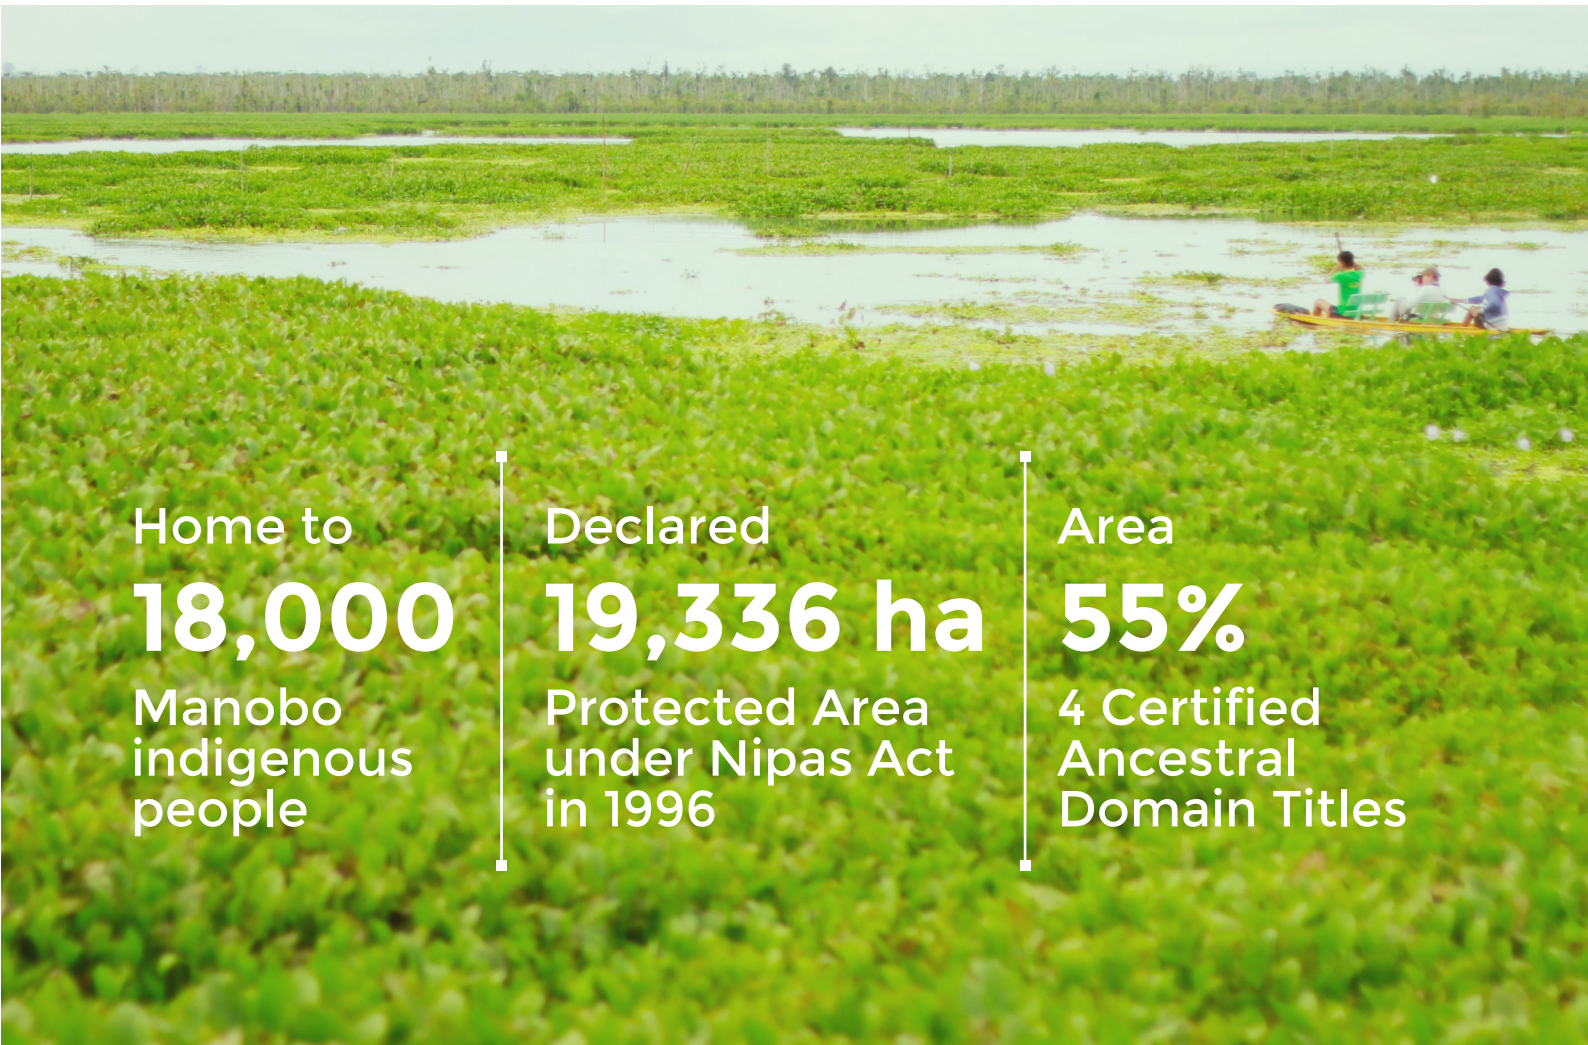 Home to
18,000
Manobo
indigenous
people
Declared
19,336 ha
Protected Area
under Nipas Act
in 1996
Area
55%
4 Certified
Ancestral
Domain Titles